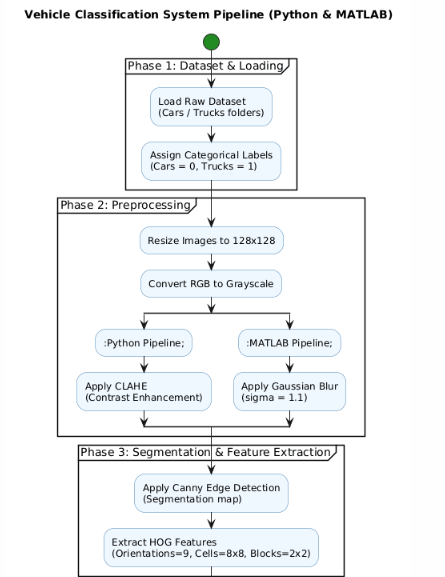 Vehicle Classification System Pipeline (Python & MATLAB)
Phase 1: Dataset & Loading
Load Raw Dataset
(Cars / Trucks folders)
Assign Categorical Labels
(Cars = 0, Trucks = 1)
Phase 2: Preprocessing
Resize Images to 128x128
Convert RGB to Grayscale
:Python Pipeline;
:MATLAB Pipeline;
Apply CLAHE
(Contrast Enhancement)
Apply Gaussian Blur
(sigma = 1.1)
Phase 3: Segmentation & Feature Extraction
Apply Canny Edge Detection
(Segmentation map)
Extract HOG Features
(Orientations=9, Cells=8x8, Blocks=2x2)